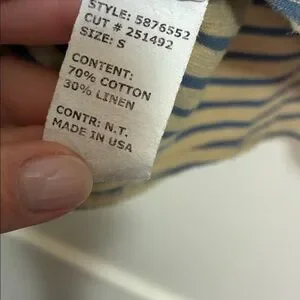 STYLE: 5876552
CUT # 251492
SIZE: S
CONTENT:
70% COTTON
30% LINEN
CONTR: N.T.
MADE IN USA